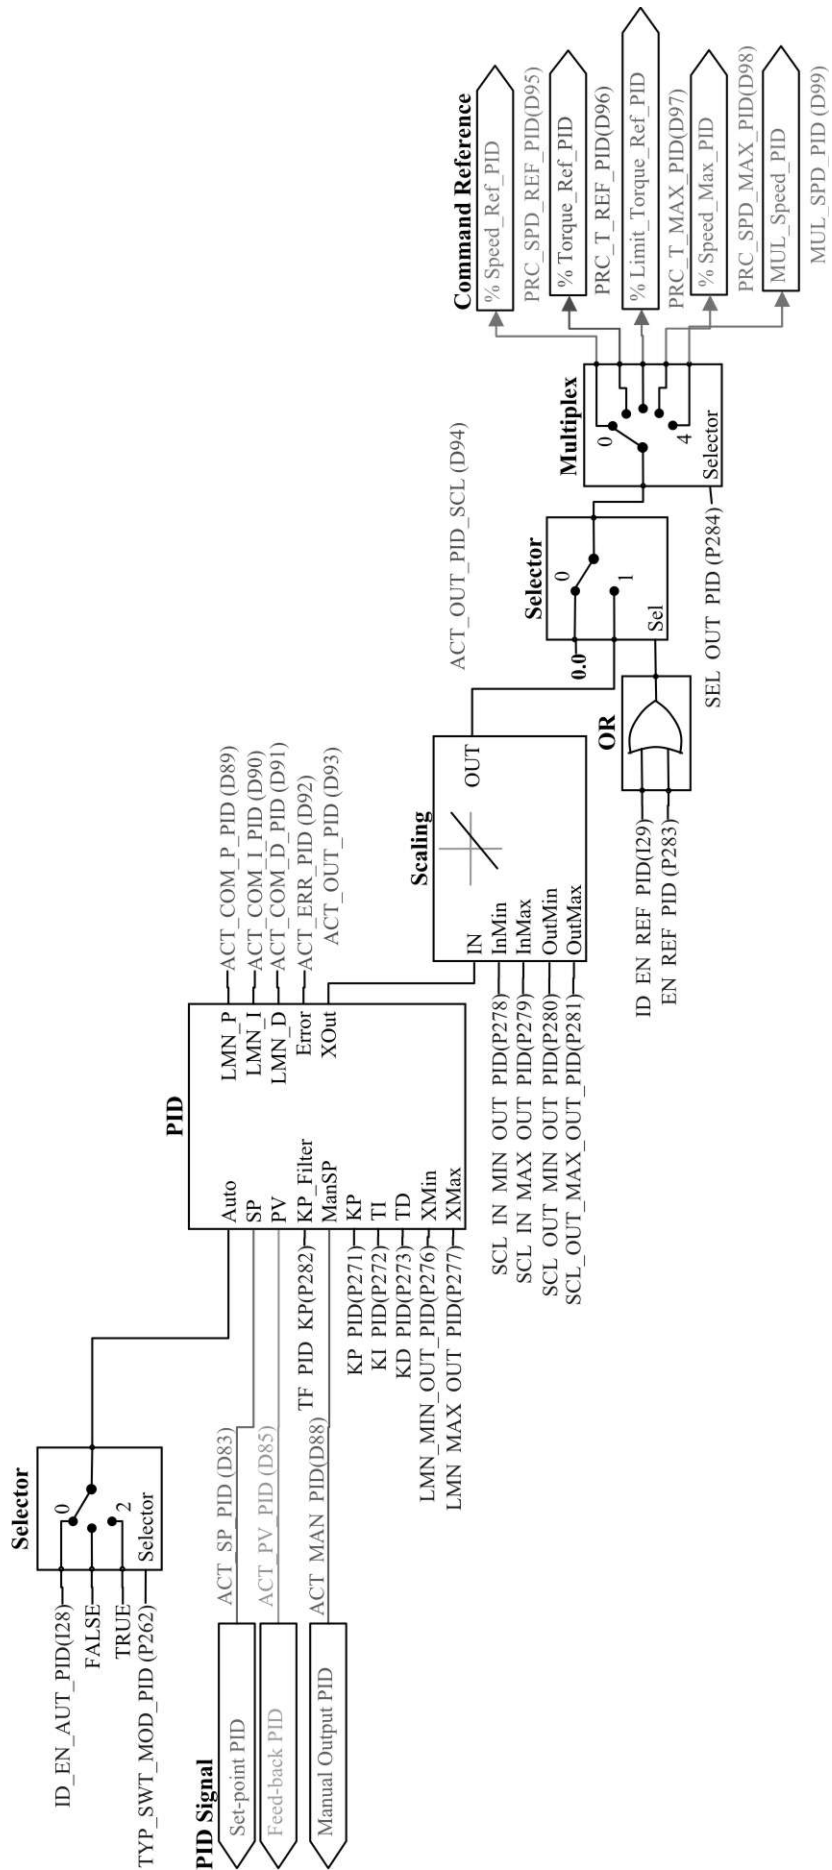 Selector
ID_EN_AUT_PID(I28)
FALSE
TRUE
TYP_SWT_MOD_PID (P262)
0
2
Selector
PID Signal
Set-point PID
Feed-back PID
Manual Output PID
ACT_SP_PID (D83)
ACT_PV_PID (D85)
TF_PID_KP(P282)
ACT_MAN_PID(D88)
KP_PID(P271)
KI_PID(P272)
KD_PID(P273)
LMN_MIN_OUT_PID(P276)
LMN_MAX_OUT_PID(P277)
PID
Auto
SP
PV
KP_Filter
ManSP
KP
TI
TD
XMin
XMax
LMN_P
LMN_I
LMN_D
Error
XOut
ACT_COM_P_PID (D89)
ACT_COM_I_PID (D90)
ACT_COM_D_PID (D91)
ACT_ERR_PID (D92)
ACT_OUT_PID (D93)
Scaling
IN
InMin
InMax
OutMin
OutMax
OUT
SCL_IN_MIN_OUT_PID(P278)
SCL_IN_MAX_OUT_PID(P279)
SCL_OUT_MIN_OUT_PID(P280)
SCL_OUT_MAX_OUT_PID(P281)
ACT_OUT_PID_SCL (D94)
OR
ID_EN_REF_PID(I29)
EN_REF_PID (P283)
Selector
0.0
0
1
Sel
Multiplex
0
4
Selector
SEL_OUT_PID (P284)
Command Reference
% Speed_Ref_PID
PRC_SPD_REF_PID(D95)
% Torque_Ref_PID
PRC_T_REF_PID(D96)
% Limit_Torque_Ref_PID
PRC_T_MAX_PID(D97)
% Speed_Max_PID
PRC_SPD_MAX_PID(D98)
MUL_Speed_PID
MUL_SPD_PID (D99)